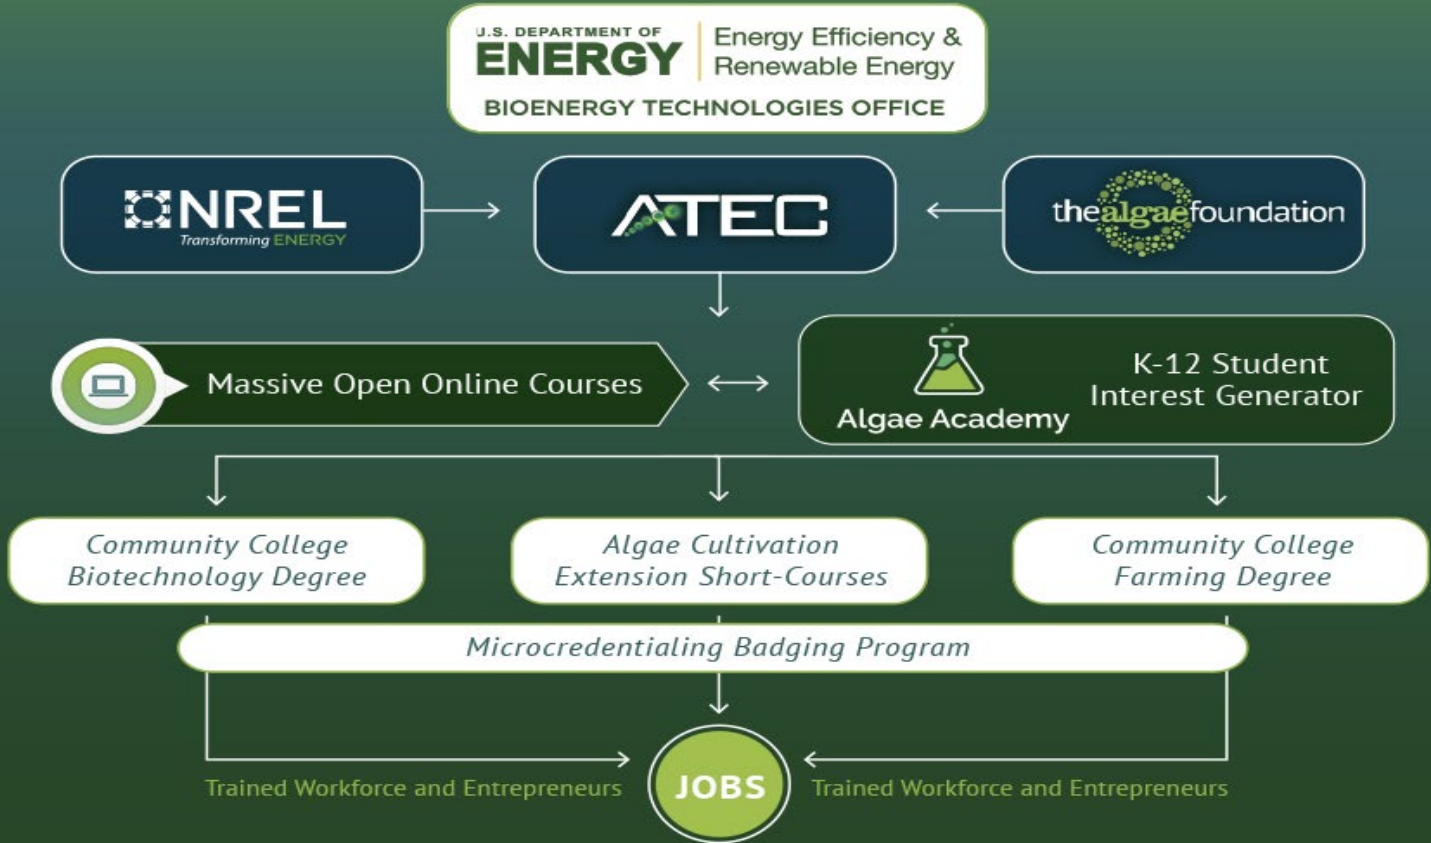 U.S. DEPARTMENT OF
ENERGY
Energy Efficiency &
Renewable Energy
BIOENERGY TECHNOLOGIES OFFICE
NREL
Transforming ENERGY
ATEC
thealgaefoundation
Massive Open Online Courses
Algae Academy
K-12 Student
Interest Generator
Community College
Biotechnology Degree
Algae Cultivation
Extension Short-Courses
Community College
Farming Degree
Microcredentialing Badging Program
Trained Workforce and Entrepreneurs
JOBS
Trained Workforce and Entrepreneurs